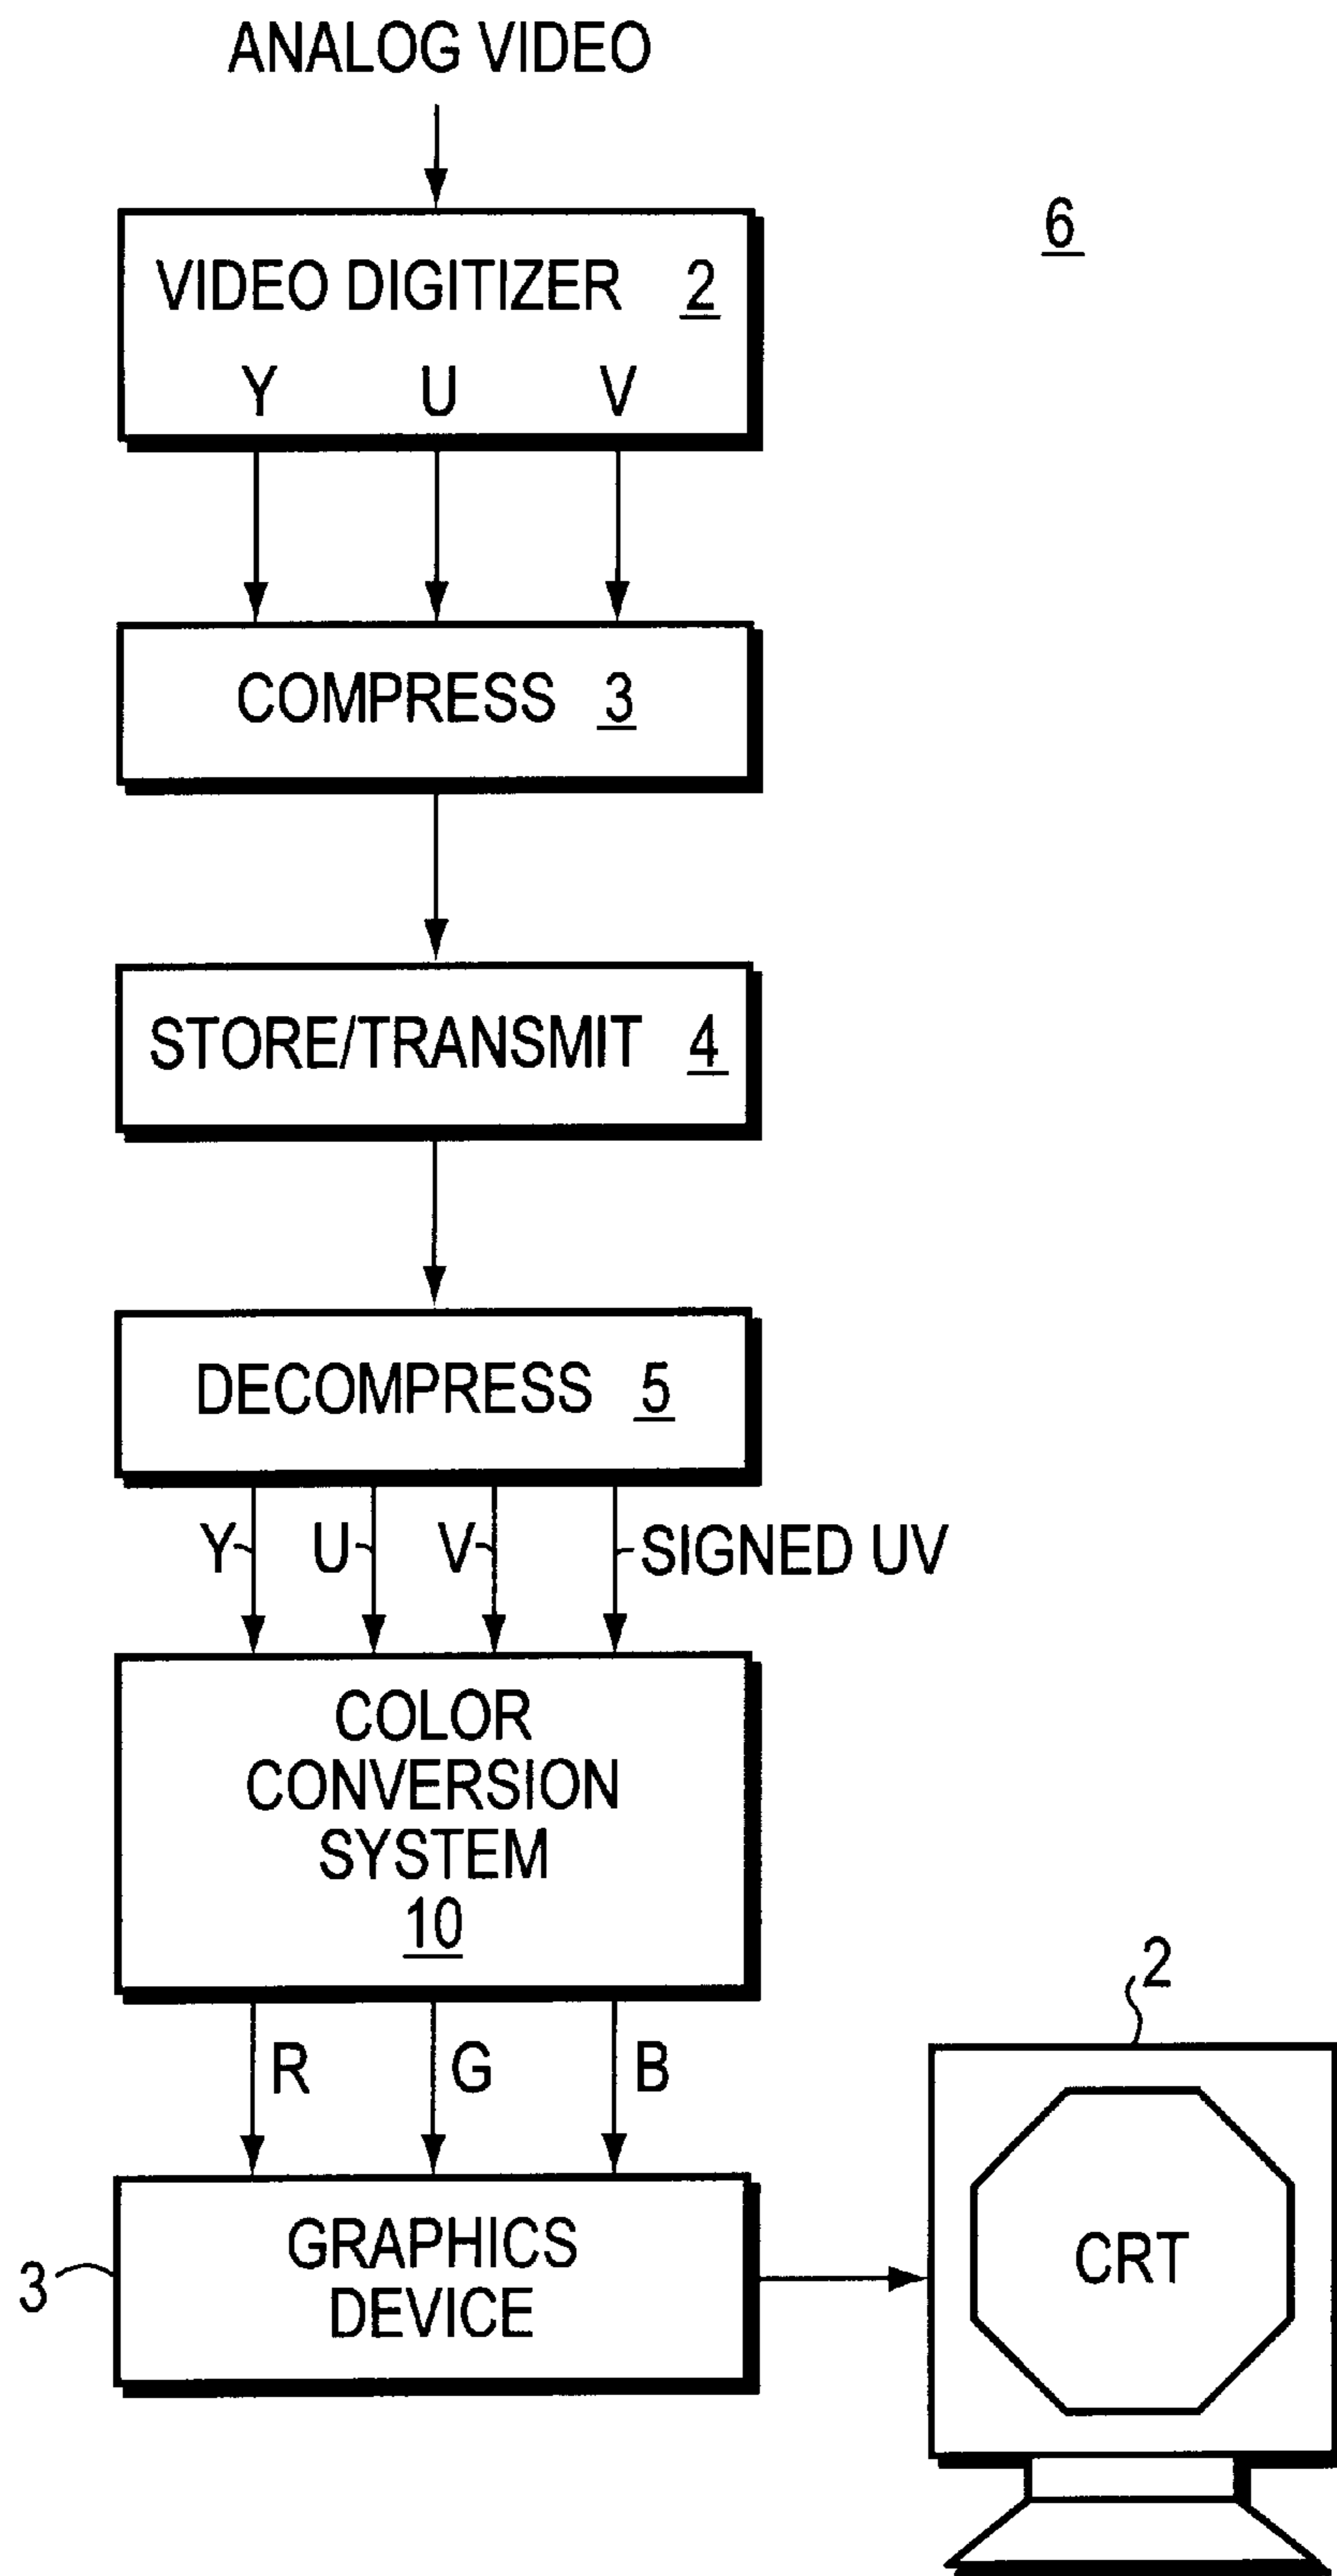 ANALOG VIDEO
6
VIDEO DIGITIZER 2
Y U V
COMPRESS 3
STORE/TRANSMIT 4
DECOMPRESS 5
Y U V SIGNED UV
COLOR
CONVERSION
SYSTEM
10
2
R G B
3
GRAPHICS
DEVICE
CRT